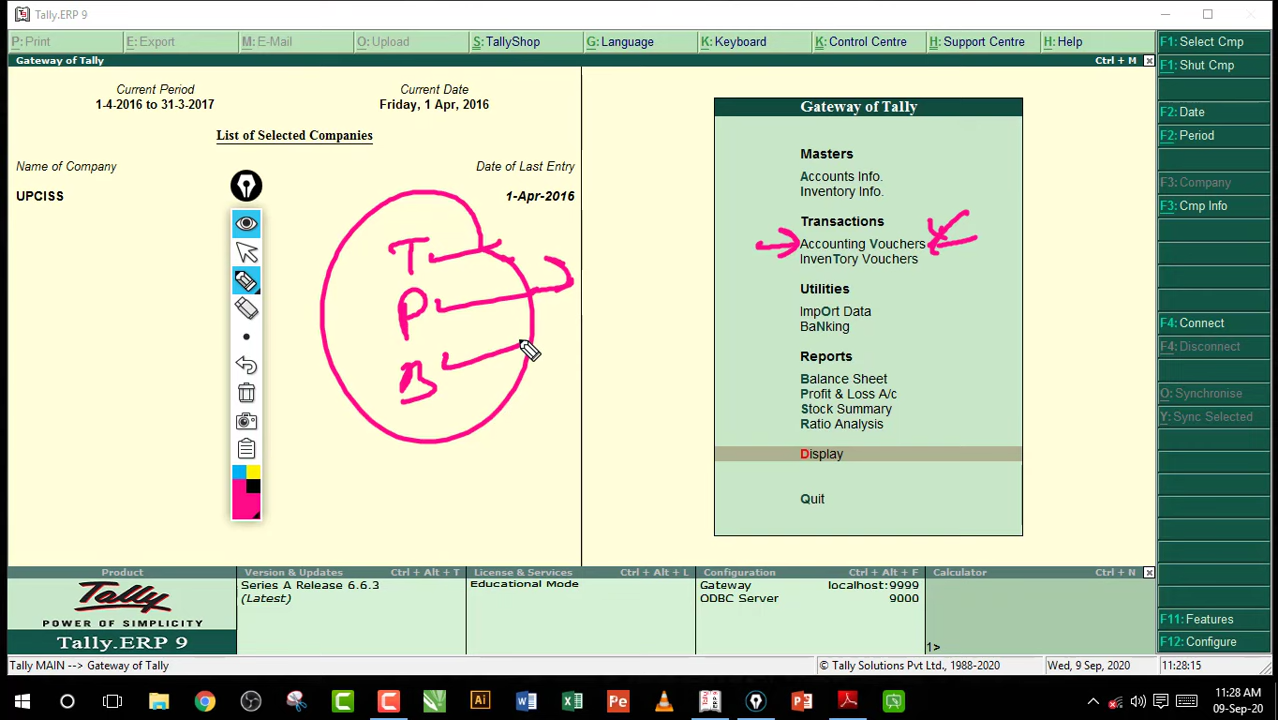 Tally.ERP 9
P: Print
E: Export
M: E-Mail
O: Upload
S: TallyShop
G: Language
K: Keyboard
K: Control Centre
H: Support Centre
H: Help
Gateway of Tally
Ctrl + M
Current Period
1-4-2016 to 31-3-2017
Current Date
Friday, 1 Apr, 2016
List of Selected Companies
Name of Company
Date of Last Entry
UPCISS
1-Apr-2016
T
P
B
Gateway of Tally
Masters
Accounts Info.
Inventory Info.
Transactions
Accounting Vouchers
InvenTory Vouchers
Utilities
ImpOrt Data
BaNking
Reports
Balance Sheet
Profit & Loss A/c
Stock Summary
Ratio Analysis
Display
Quit
F1: Select Cmp
F1: Shut Cmp
F2: Date
F2: Period
F3: Company
F3: Cmp Info
F4: Connect
F4: Disconnect
O: Synchronise
Y: Sync Selected
F11: Features
F12: Configure
Product
Tally
POWER OF SIMPLICITY
Tally.ERP 9
Version & Updates Ctrl + Alt + T
Series A Release 6.6.3
(Latest)
License & Services Ctrl + Alt + L
Educational Mode
Configuration Ctrl + Alt + F
Gateway localhost:9999
ODBC Server 9000
Calculator Ctrl + N
1>
Tally MAIN --> Gateway of Tally
© Tally Solutions Pvt Ltd., 1988-2020
Wed, 9 Sep, 2020
11:28:15
Ai
Pe
11:28 AM
09-Sep-20